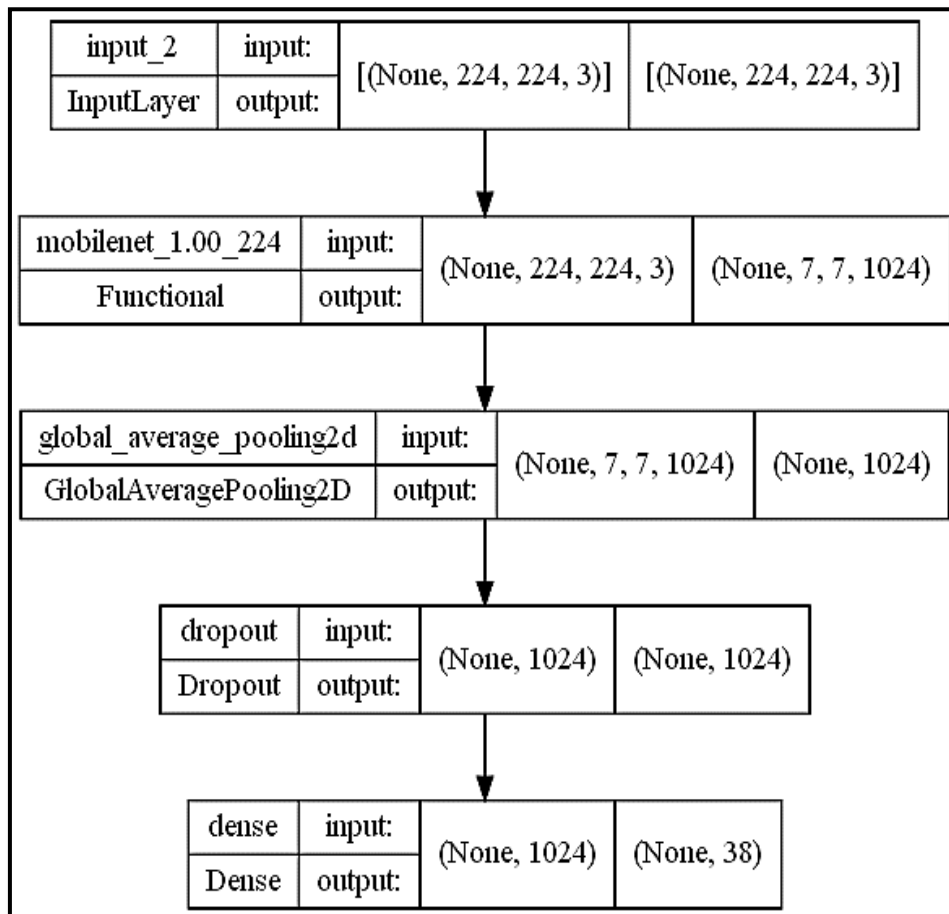 input_2 input: [(None, 224, 224, 3)] [(None, 224, 224, 3)]
InputLayer output:
mobilenet_1.00_224 input: (None, 224, 224, 3) (None, 7, 7, 1024)
Functional output:
global_average_pooling2d input: (None, 7, 7, 1024) (None, 1024)
GlobalAveragePooling2D output:
dropout input: (None, 1024) (None, 1024)
Dropout output:
dense input: (None, 1024) (None, 38)
Dense output: